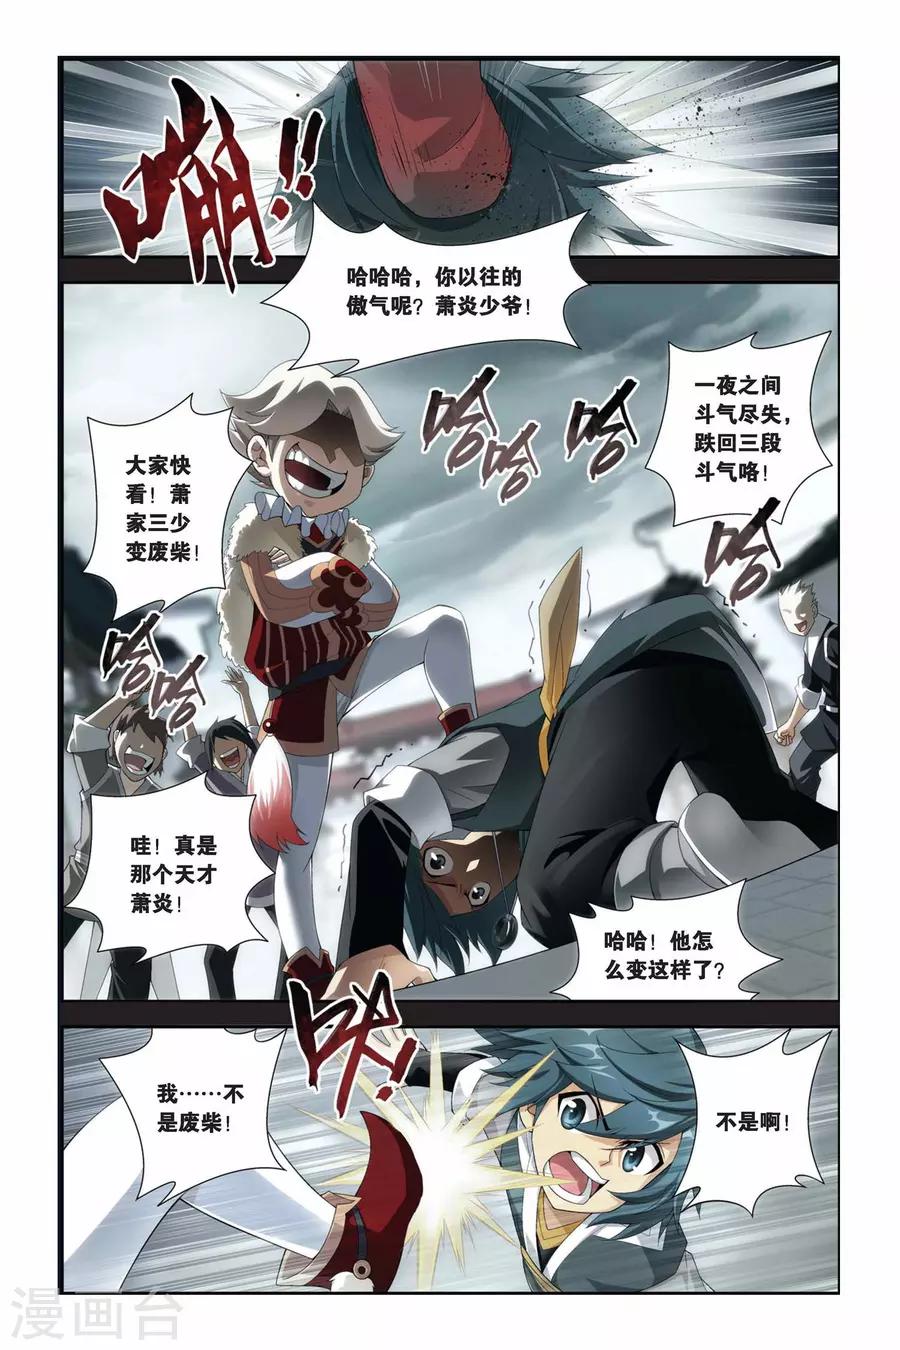 嘣!!
哈哈哈，你以往的
傲气呢？萧炎少爷！
一夜之间
斗气尽失，
跌回三段
斗气咯！
哈
哈
哈
大家快
看！萧
家三少
变废柴！
哈
哈
哈
哇！真是
那个天才
萧炎！
哈哈！他怎
么变这样了？
我……不
是废柴！
不是啊！
漫画台